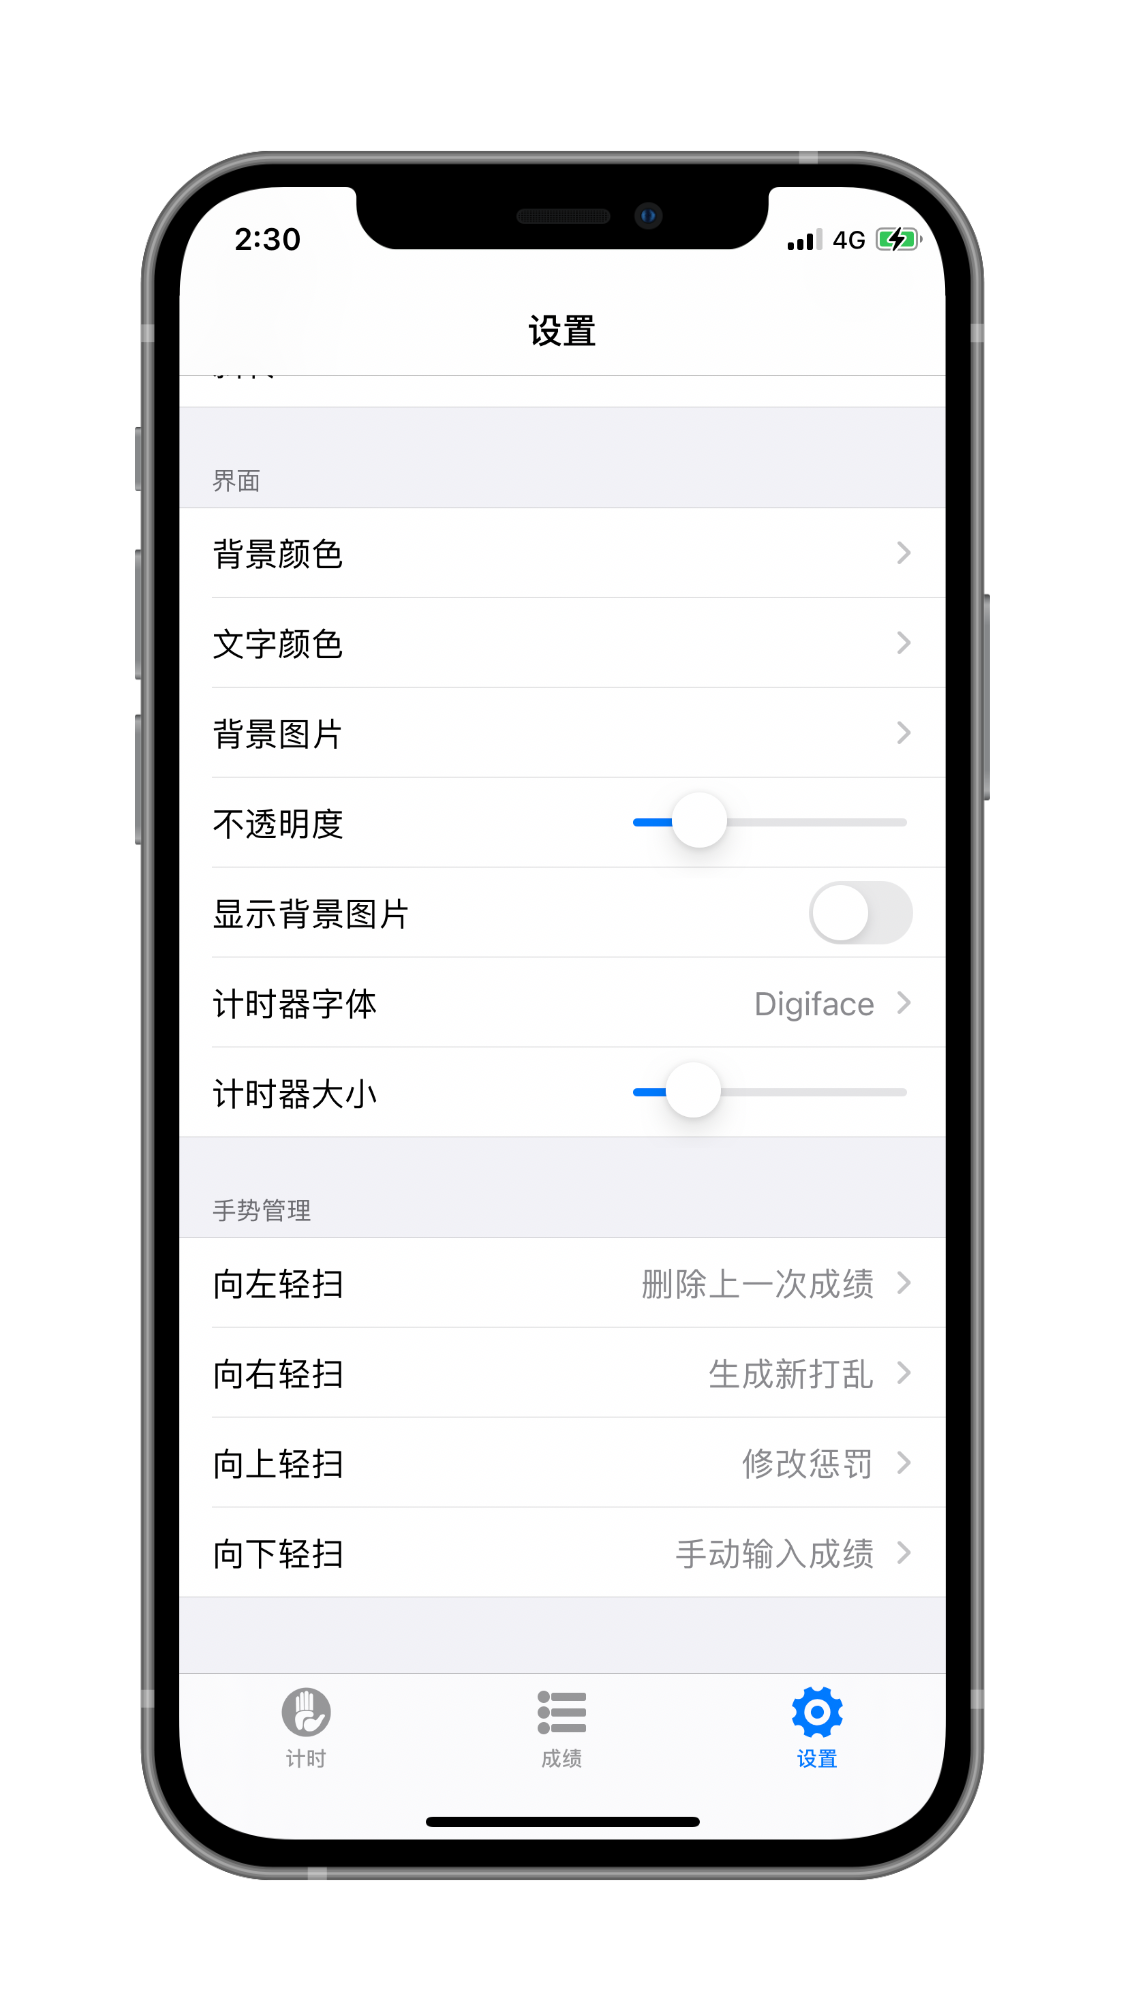 2:30
4G
设置
界面
背景颜色
文字颜色
背景图片
不透明度
显示背景图片
计时器字体 Digiface
计时器大小
手势管理
向左轻扫 删除上一次成绩
向右轻扫 生成新打乱
向上轻扫 修改惩罚
向下轻扫 手动输入成绩
计时 成绩 设置